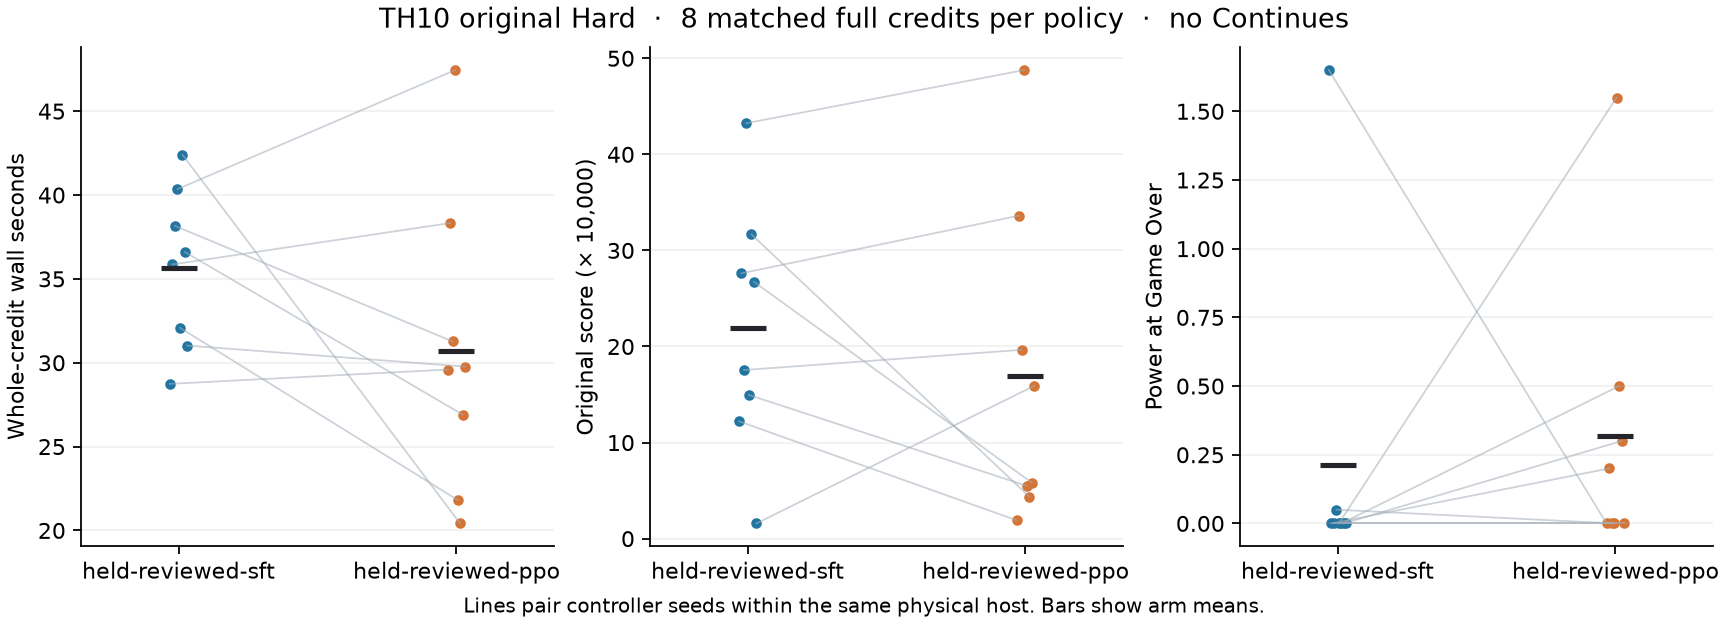 TH10 original Hard · 8 matched full credits per policy · no Continues
Whole-credit wall seconds
45
40
35
30
25
20
held-reviewed-sft
held-reviewed-ppo
Original score (× 10,000)
50
40
30
20
10
0
held-reviewed-sft
held-reviewed-ppo
Power at Game Over
1.50
1.25
1.00
0.75
0.50
0.25
0.00
held-reviewed-sft
held-reviewed-ppo
Lines pair controller seeds within the same physical host. Bars show arm means.